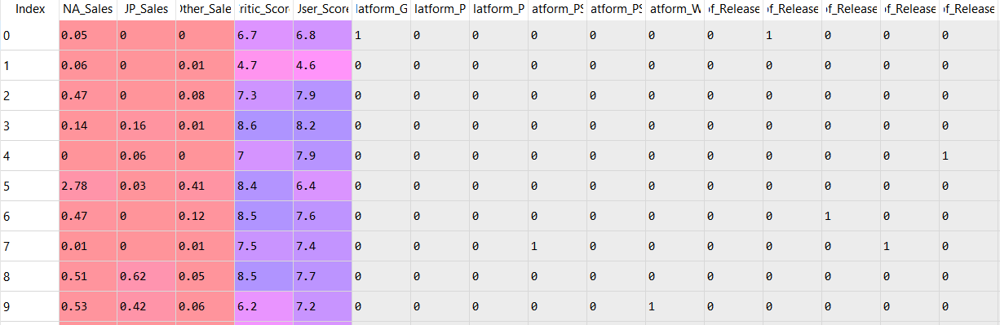 Index NA_Sales JP_Sales Other_Sale ritic_Scor User_Score latform_G latform_P latform_P atform_PS atform_PS atform_W of_Release of_Release of_Release of_Release of_Release
0 0.05 0 0 6.7 6.8 1 0 0 0 0 0 0 1 0 0 0
1 0.06 0 0.01 4.7 4.6 0 0 0 0 0 0 0 0 0 0 0
2 0.47 0 0.08 7.3 7.9 0 0 0 0 0 0 0 0 0 0 0
3 0.14 0.16 0.01 8.6 8.2 0 0 0 0 0 0 0 0 0 0 0
4 0 0.06 0 7 7.9 0 0 0 0 0 0 0 0 0 0 1
5 2.78 0.03 0.41 8.4 6.4 0 0 0 0 0 0 0 0 0 0 0
6 0.47 0 0.12 8.5 7.6 0 0 0 0 0 0 0 0 1 0 0
7 0.01 0 0.01 7.5 7.4 0 0 0 1 0 0 0 0 0 1 0
8 0.51 0.62 0.05 8.5 7.7 0 0 0 0 0 0 0 0 0 0 0
9 0.53 0.42 0.06 6.2 7.2 0 0 0 0 0 1 0 0 0 0 0